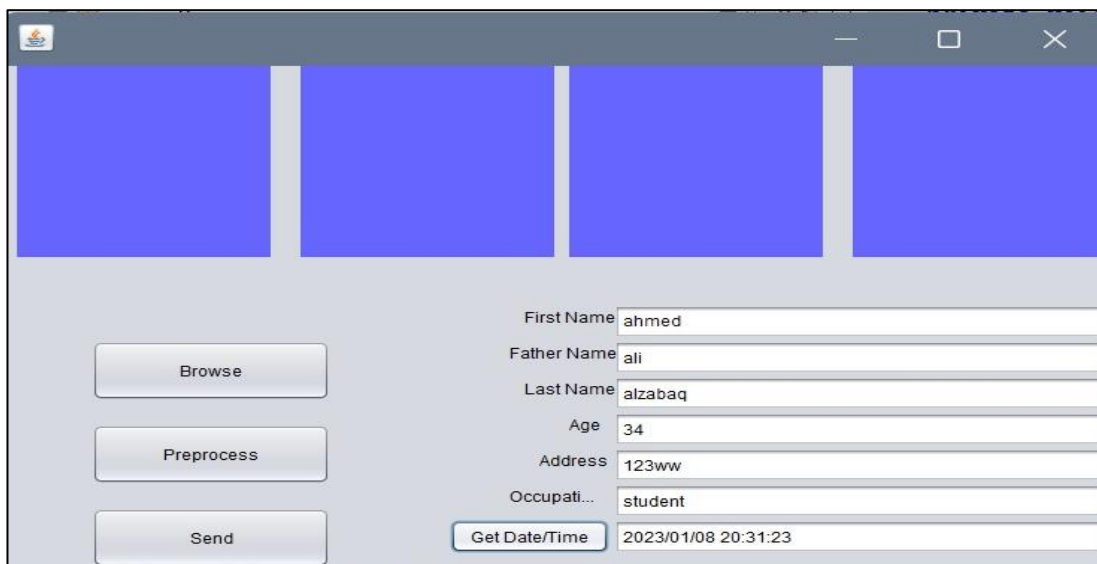 First Name ahmed
Father Name ali
Browse
Last Name alzabaq
Age 34
Preprocess
Address 123ww
Occupati... student
Send
Get Date/Time 2023/01/08 20:31:23